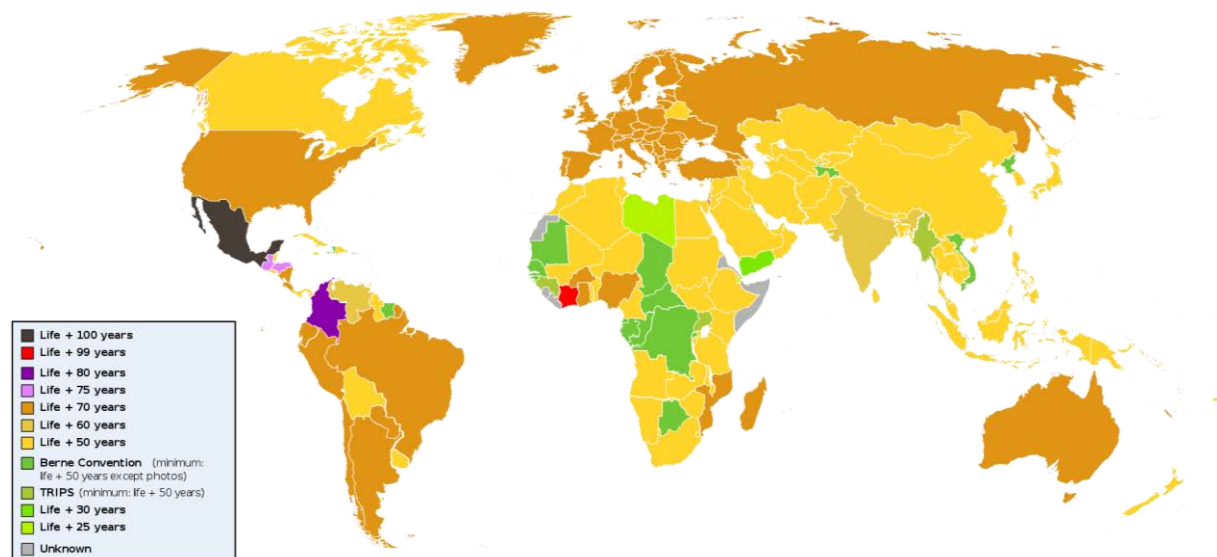 Life + 100 years
Life + 99 years
Life + 80 years
Life + 75 years
Life + 70 years
Life + 60 years
Life + 50 years
Berne Convention (minimum:
life + 50 years except photos)
TRIPS (minimum: life + 50 years)
Life + 30 years
Life + 25 years
Unknown